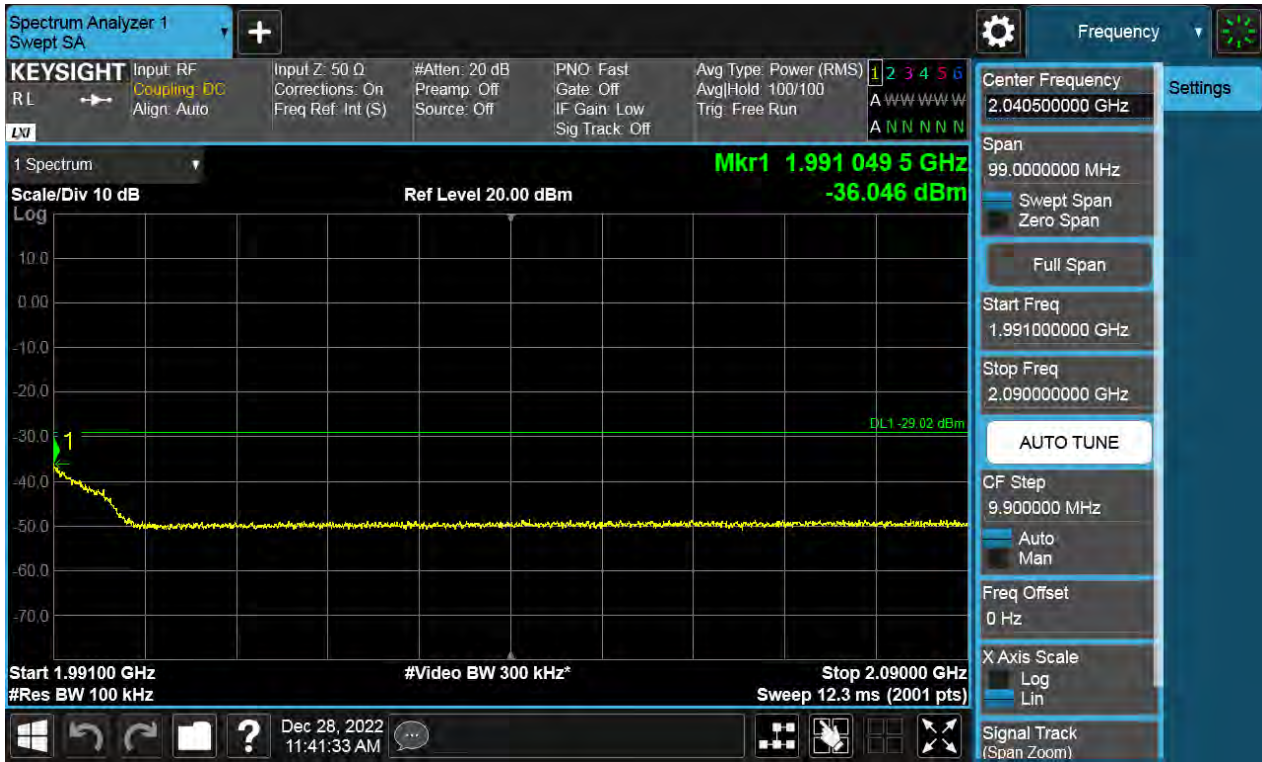 Spectrum Analyzer 1
Swept SA
+
Frequency
KEYSIGHT
RL
LXI
Input: RF
Coupling: DC
Align: Auto
Input Z: 50 Ω
Corrections: On
Freq Ref: Int (S)
#Atten: 20 dB
Preamp: Off
Source: Off
PNO: Fast
Gate: Off
IF Gain: Low
Sig Track: Off
Avg Type: Power (RMS)
Avg|Hold: 100/100
Trig: Free Run
1 2 3 4 5 6
A W W W W W
A N N N N N
1 Spectrum
Scale/Div 10 dB
Log
Ref Level 20.00 dBm
Mkr1 1.991 049 5 GHz
-36.046 dBm
10.0
0.00
-10.0
-20.0
DL1 -29.02 dBm
-30.0
1
-40.0
-50.0
-60.0
-70.0
Start 1.99100 GHz
#Video BW 300 kHz*
Stop 2.09000 GHz
#Res BW 100 kHz
Sweep 12.3 ms (2001 pts)
Center Frequency
2.040500000 GHz
Settings
Span
99.0000000 MHz
Swept Span
Zero Span
Full Span
Start Freq
1.991000000 GHz
Stop Freq
2.090000000 GHz
AUTO TUNE
CF Step
9.900000 MHz
Auto
Man
Freq Offset
0 Hz
X Axis Scale
Log
Lin
Signal Track
(Span Zoom)
?
Dec 28, 2022
11:41:33 AM